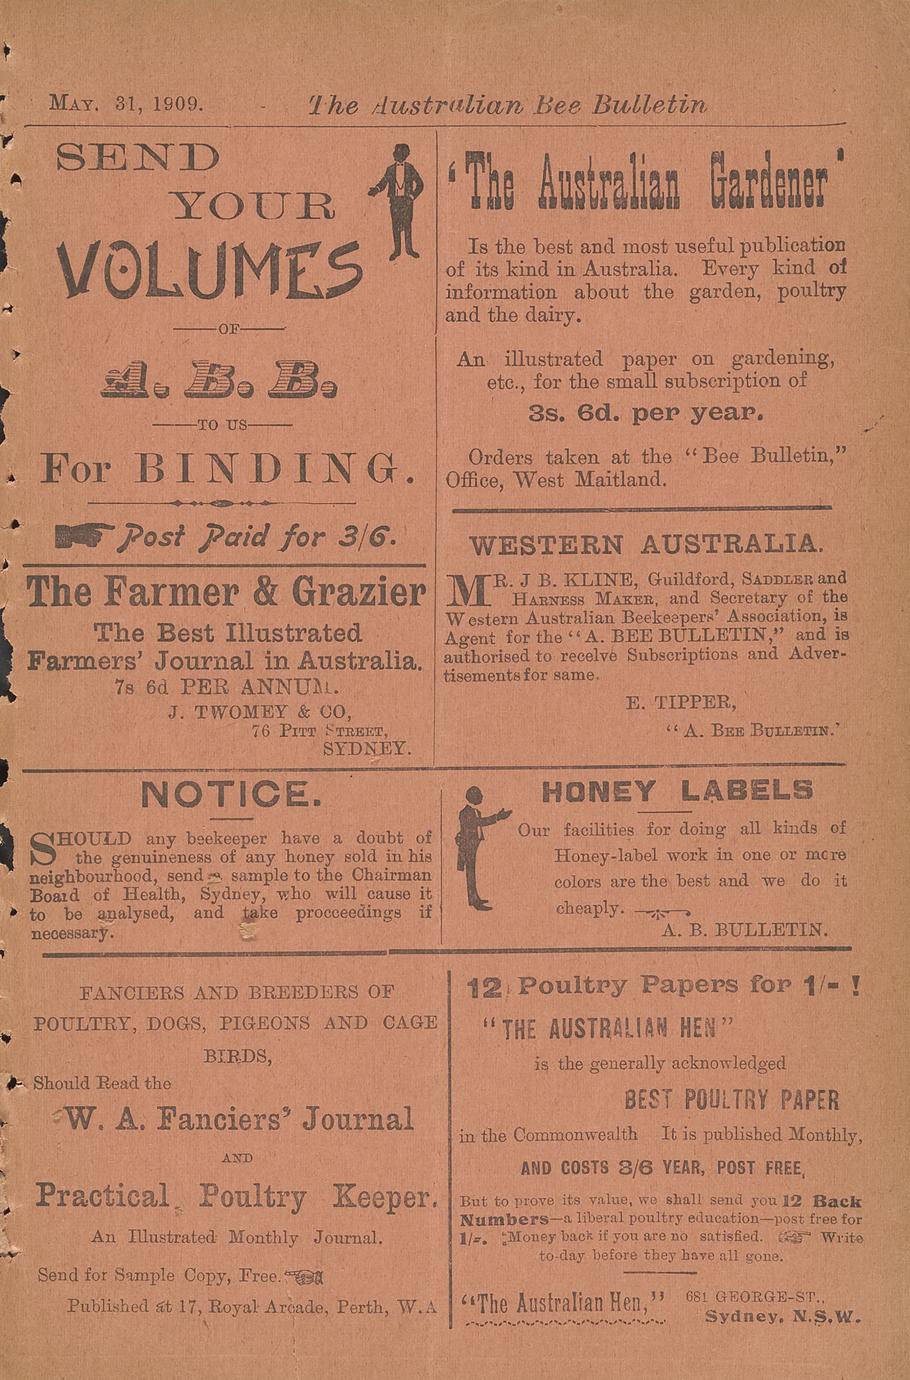 MAY. 31, 1909. - The Australian Bee Bulletin
SEND
YOUR
VOLUMES
—OF—
A. B. B.
—TO US—
For BINDING.
Post Paid for 3/6.
The Farmer & Grazier
The Best Illustrated
Farmers' Journal in Australia.
7s 6d PER ANNUM.
J. TWOMEY & CO,
76 PITT STREET,
SYDNEY.
'The Australian Gardener'
Is the best and most useful publication
of its kind in Australia. Every kind of
information about the garden, poultry
and the dairy.
An illustrated paper on gardening,
etc., for the small subscription of
3s. 6d. per year.
Orders taken at the "Bee Bulletin,"
Office, West Maitland.
WESTERN AUSTRALIA.
MR. J B. KLINE, Guildford, SADDLER and
HARNESS MAKER, and Secretary of the
Western Australian Beekeepers' Association, is
Agent for the "A. BEE BULLETIN," and is
authorised to receive Subscriptions and Adver-
tisements for same.
E. TIPPER,
"A. BEE BULLETIN.'
NOTICE.
SHOULD any beekeeper have a doubt of
the genuineness of any honey sold in his
neighbourhood, send a sample to the Chairman
Board of Health, Sydney, who will cause it
to be analysed, and take procceedings if
necessary.
HONEY LABELS
Our facilities for doing all kinds of
Honey-label work in one or more
colors are the best and we do it
cheaply.
A. B. BULLETIN.
FANCIERS AND BREEDERS OF
POULTRY, DOGS, PIGEONS AND CAGE
BIRDS,
Should Read the
W. A. Fanciers' Journal
AND
Practical Poultry Keeper.
An Illustrated Monthly Journal.
Send for Sample Copy, Free.
Published at 17, Royal Arcade, Perth, W.A
12 Poultry Papers for 1/- !
"THE AUSTRALIAN HEN"
is the generally acknowledged
BEST POULTRY PAPER
in the Commonwealth It is published Monthly,
AND COSTS 3/6 YEAR, POST FREE,
But to prove its value, we shall send you 12 Back
Numbers—a liberal poultry education—post free for
1/-. Money back if you are no satisfied. Write
to-day before they have all gone.
"The Australian Hen," 681 GEORGE-ST.,
Sydney, N.S.W.